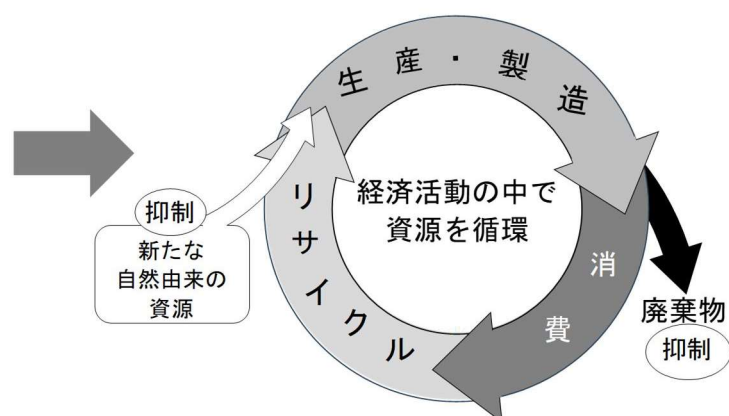 生産・製造
経済活動の中で
資源を循環
リサイクル
抑制
新たな
自然由来の
資源
消費
廃棄物
抑制